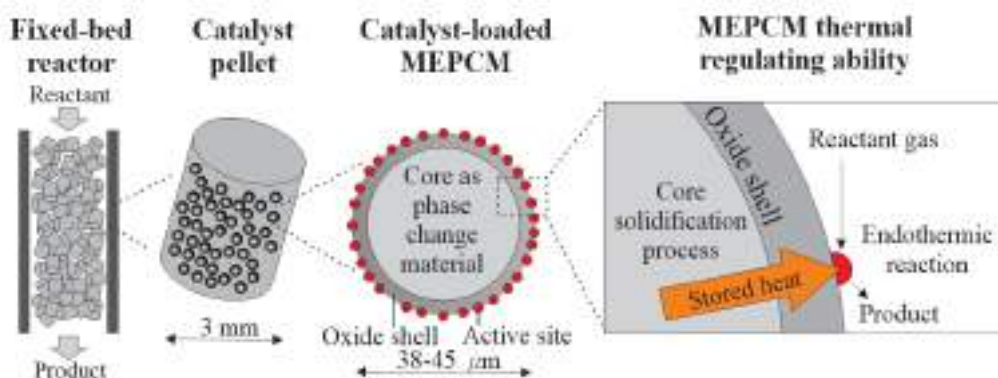 Fixed-bed
reactor
Reactant
Product
Catalyst
pellet
3 mm
Catalyst-loaded
MEPCM
Core as
phase
change
material
Oxide shell
Active site
38-45 μm
MEPCM thermal
regulating ability
Oxide shell
Reactant gas
Core
solidification
process
Endothermic
reaction
Stored heat
Product